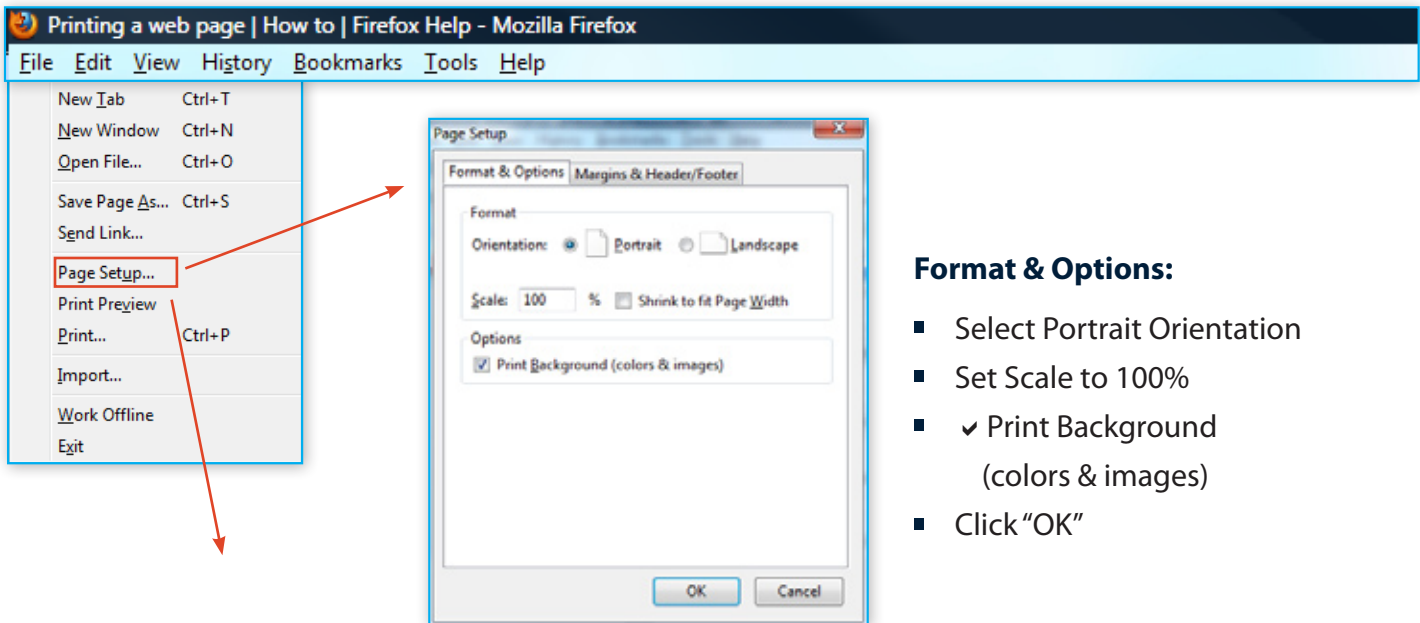 Printing a web page | How to | Firefox Help - Mozilla Firefox
File Edit View History Bookmarks Tools Help
New Tab Ctrl+T
New Window Ctrl+N
Open File... Ctrl+O
Save Page As... Ctrl+S
Send Link...
Page Setup...
Print Preview
Print... Ctrl+P
Import...
Work Offline
Exit
Page Setup
Format & Options Margins & Header/Footer
Format
Orientation: Portrait Landscape
Scale: 100 % Shrink to fit Page Width
Options
Print Background (colors & images)
OK Cancel
Format & Options:
Select Portrait Orientation
Set Scale to 100%
Print Background
(colors & images)
Click “OK”